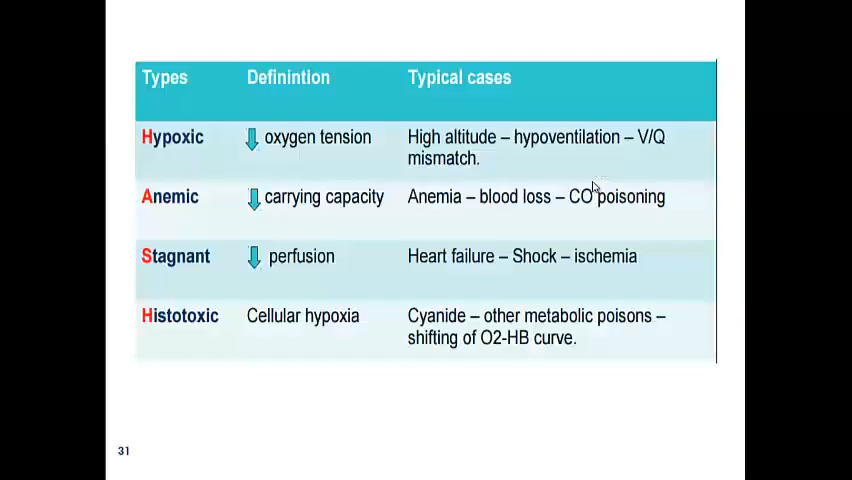 Types Definintion Typical cases
Hypoxic oxygen tension High altitude – hypoventilation – V/Q
mismatch.
Anemic carrying capacity Anemia – blood loss – CO poisoning
Stagnant perfusion Heart failure – Shock – ischemia
Histotoxic Cellular hypoxia Cyanide – other metabolic poisons –
shifting of O2-HB curve.
31